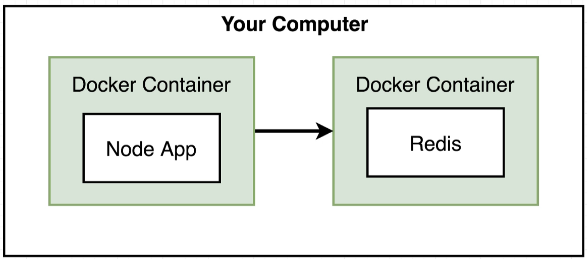 Your Computer
Docker Container
Node App
Docker Container
Redis